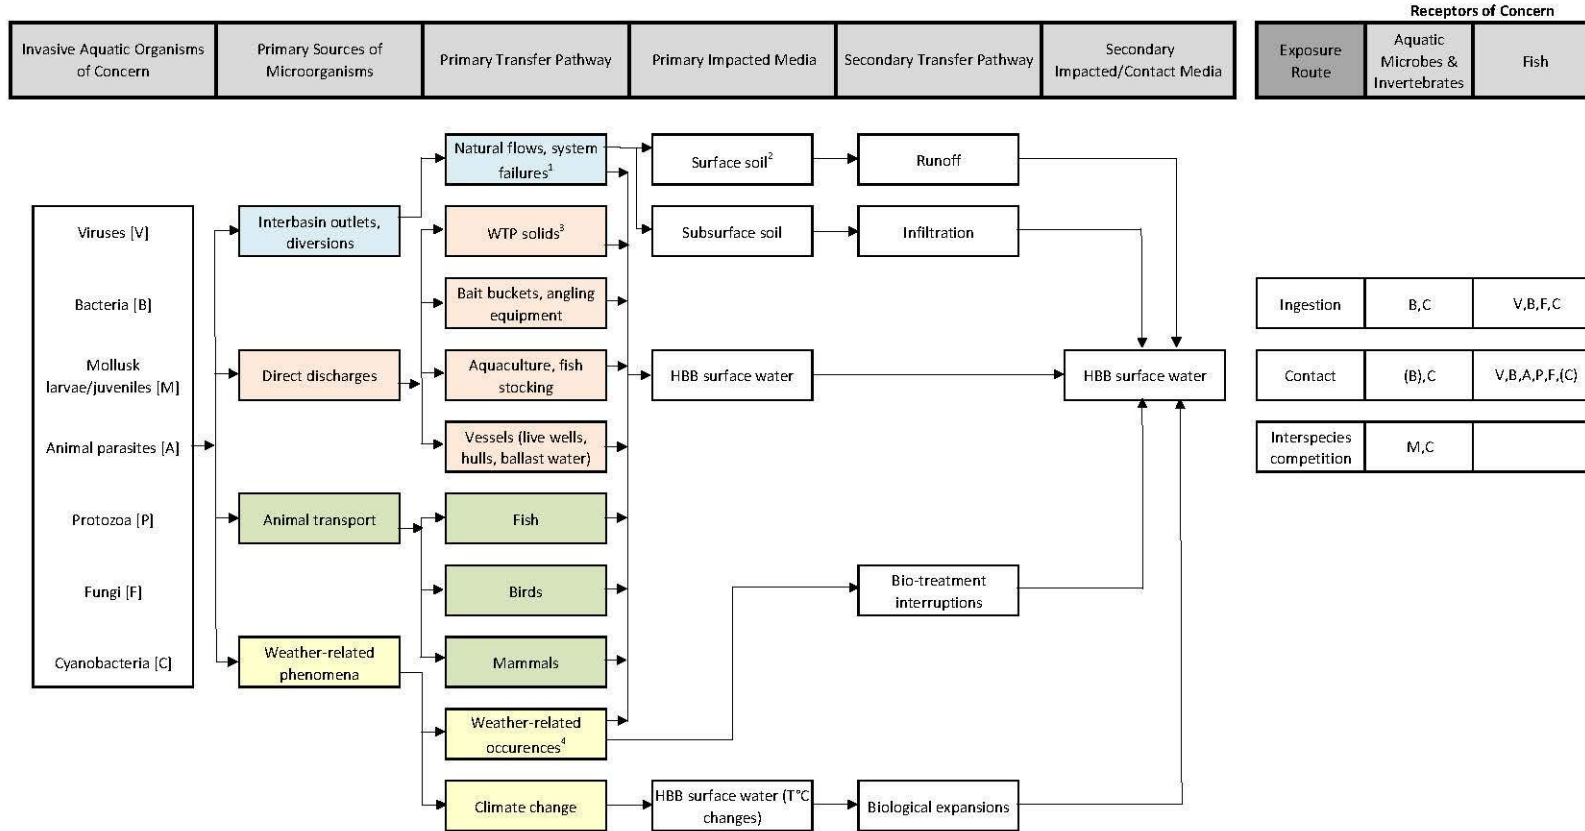 Receptors of Concern
Invasive Aquatic Organisms
of Concern
Primary Sources of
Microorganisms
Primary Transfer Pathway
Primary Impacted Media
Secondary Transfer Pathway
Secondary
Impacted/Contact Media
Exposure
Route
Aquatic
Microbes &
Invertebrates
Fish
Viruses [V]
Bacteria [B]
Mollusk
larvae/juveniles [M]
Animal parasites [A]
Protozoa [P]
Fungi [F]
Cyanobacteria [C]
Interbasin outlets,
diversions
Direct discharges
Animal transport
Weather-related
phenomena
Natural flows, system
failures¹
WTP solids³
Bait buckets, angling
equipment
Aquaculture, fish
stocking
Vessels (live wells,
hulls, ballast water)
Fish
Birds
Mammals
Weather-related
occurences⁴
Climate change
Surface soil²
Subsurface soil
HBB surface water
HBB surface water (T°C
changes)
Runoff
Infiltration
Bio-treatment
interruptions
Biological expansions
HBB surface water
Ingestion
B,C
V,B,F,C
Contact
(B),C
V,B,A,P,F,(C)
Interspecies
competition
M,C